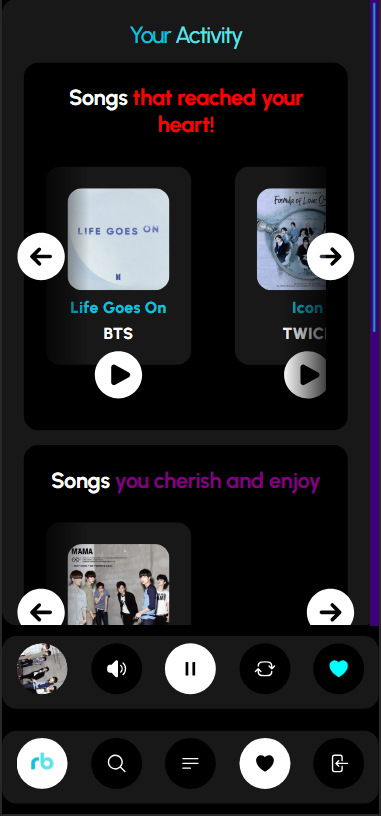 Your Activity
Songs that reached your
heart!
LIFE GOES ON
Life Goes On
BTS
Formula of Love
Icon
TWIC
Songs you cherish and enjoy
MAMA
rb